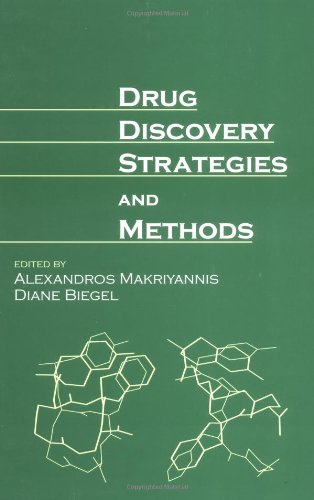 DRUG
DISCOVERY
STRATEGIES
AND
METHODS
EDITED BY
ALEXANDROS MAKRIYANNIS
DIANE BIEGEL